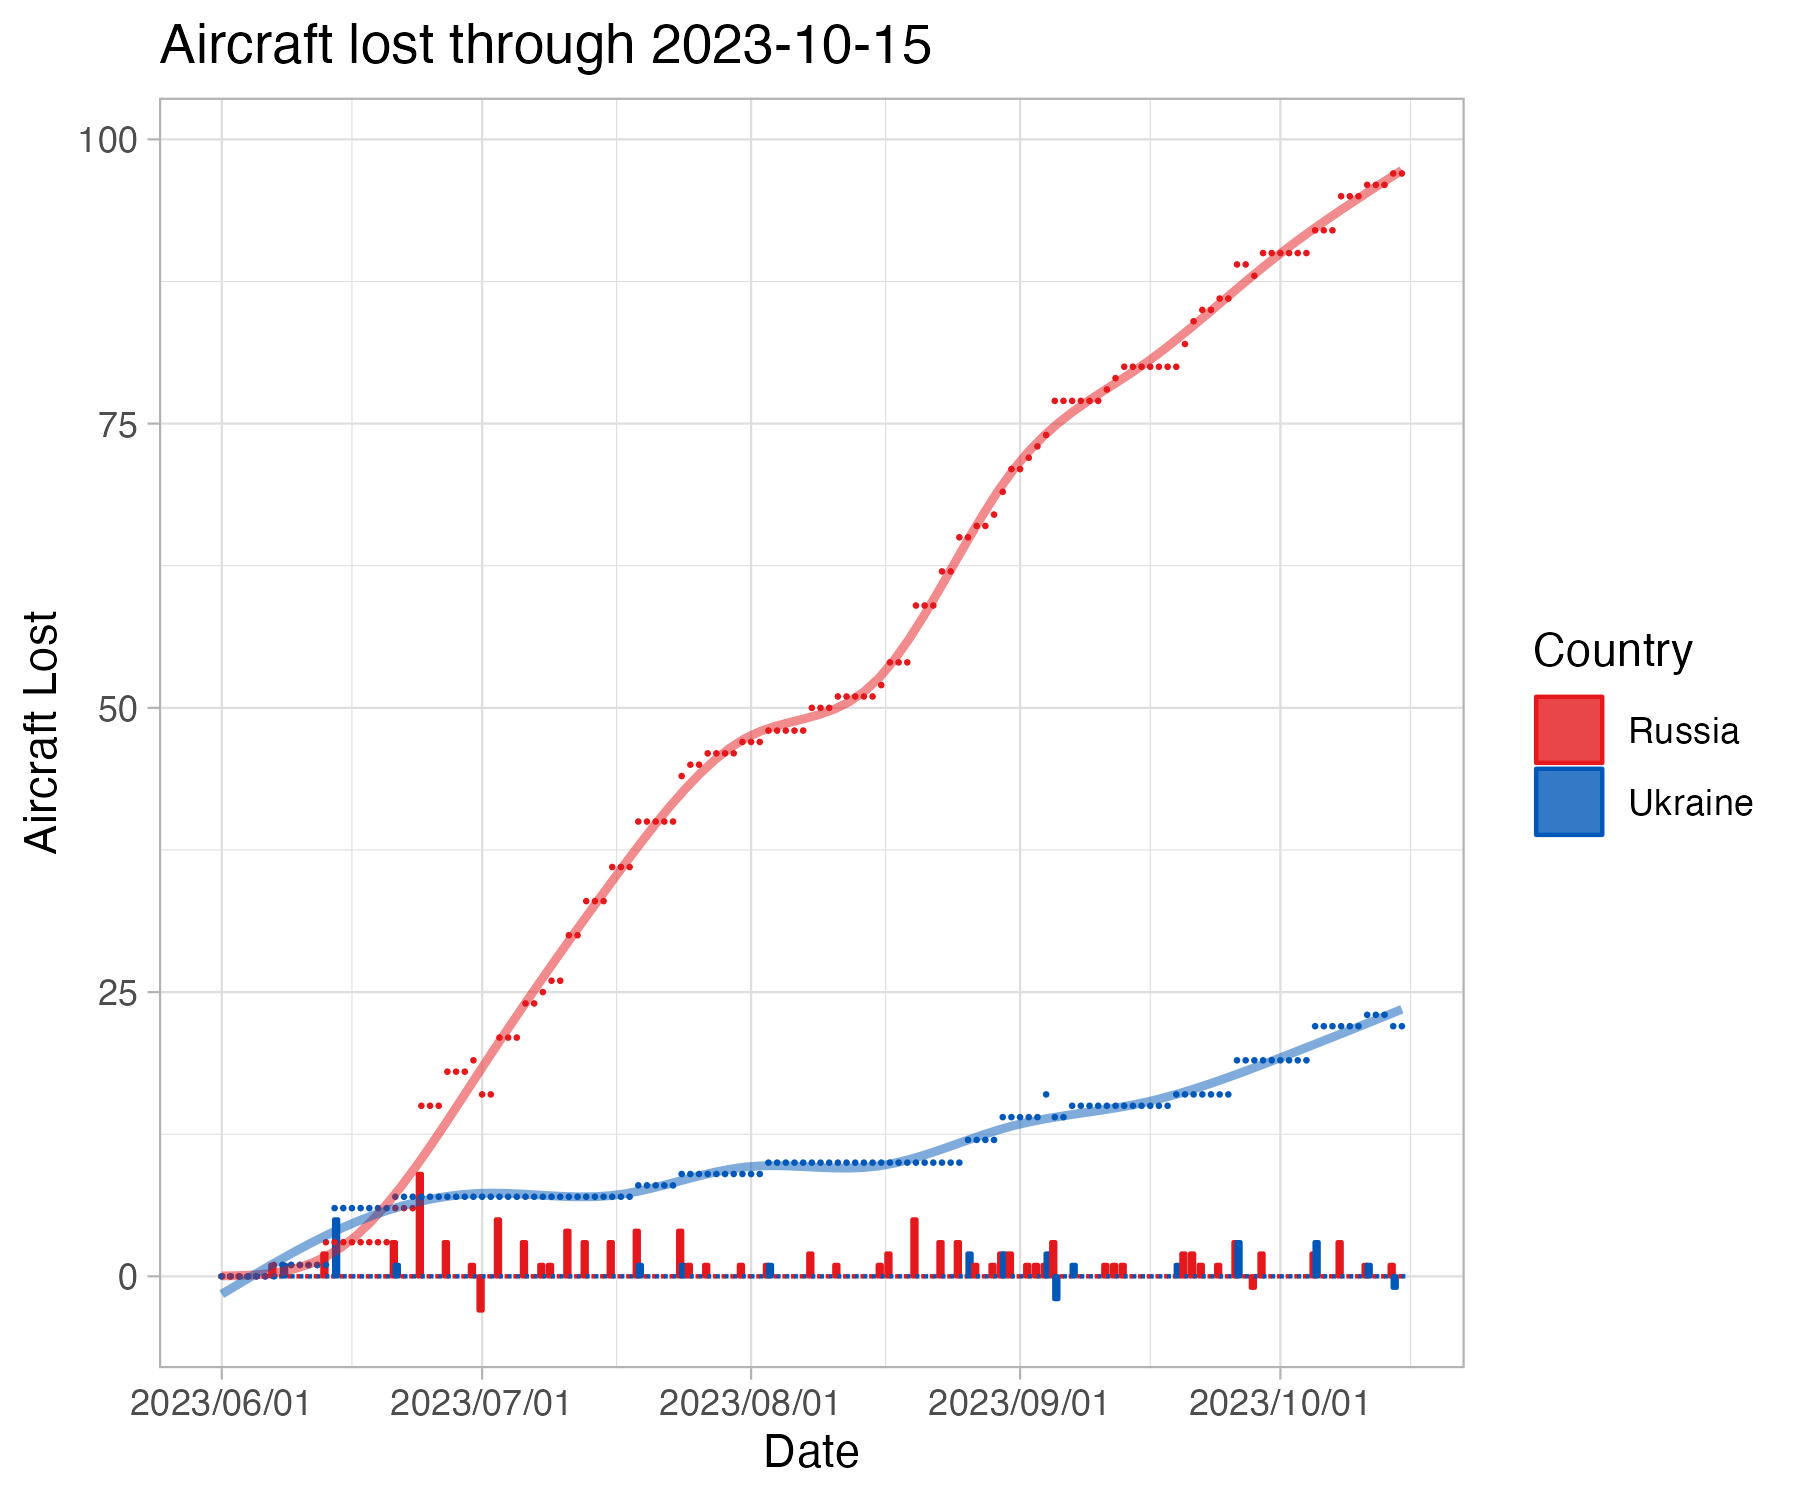 Aircraft lost through 2023-10-15
100
75
50
25
0
Aircraft Lost
2023/06/01
2023/07/01
2023/08/01
2023/09/01
2023/10/01
Date
Country
Russia
Ukraine